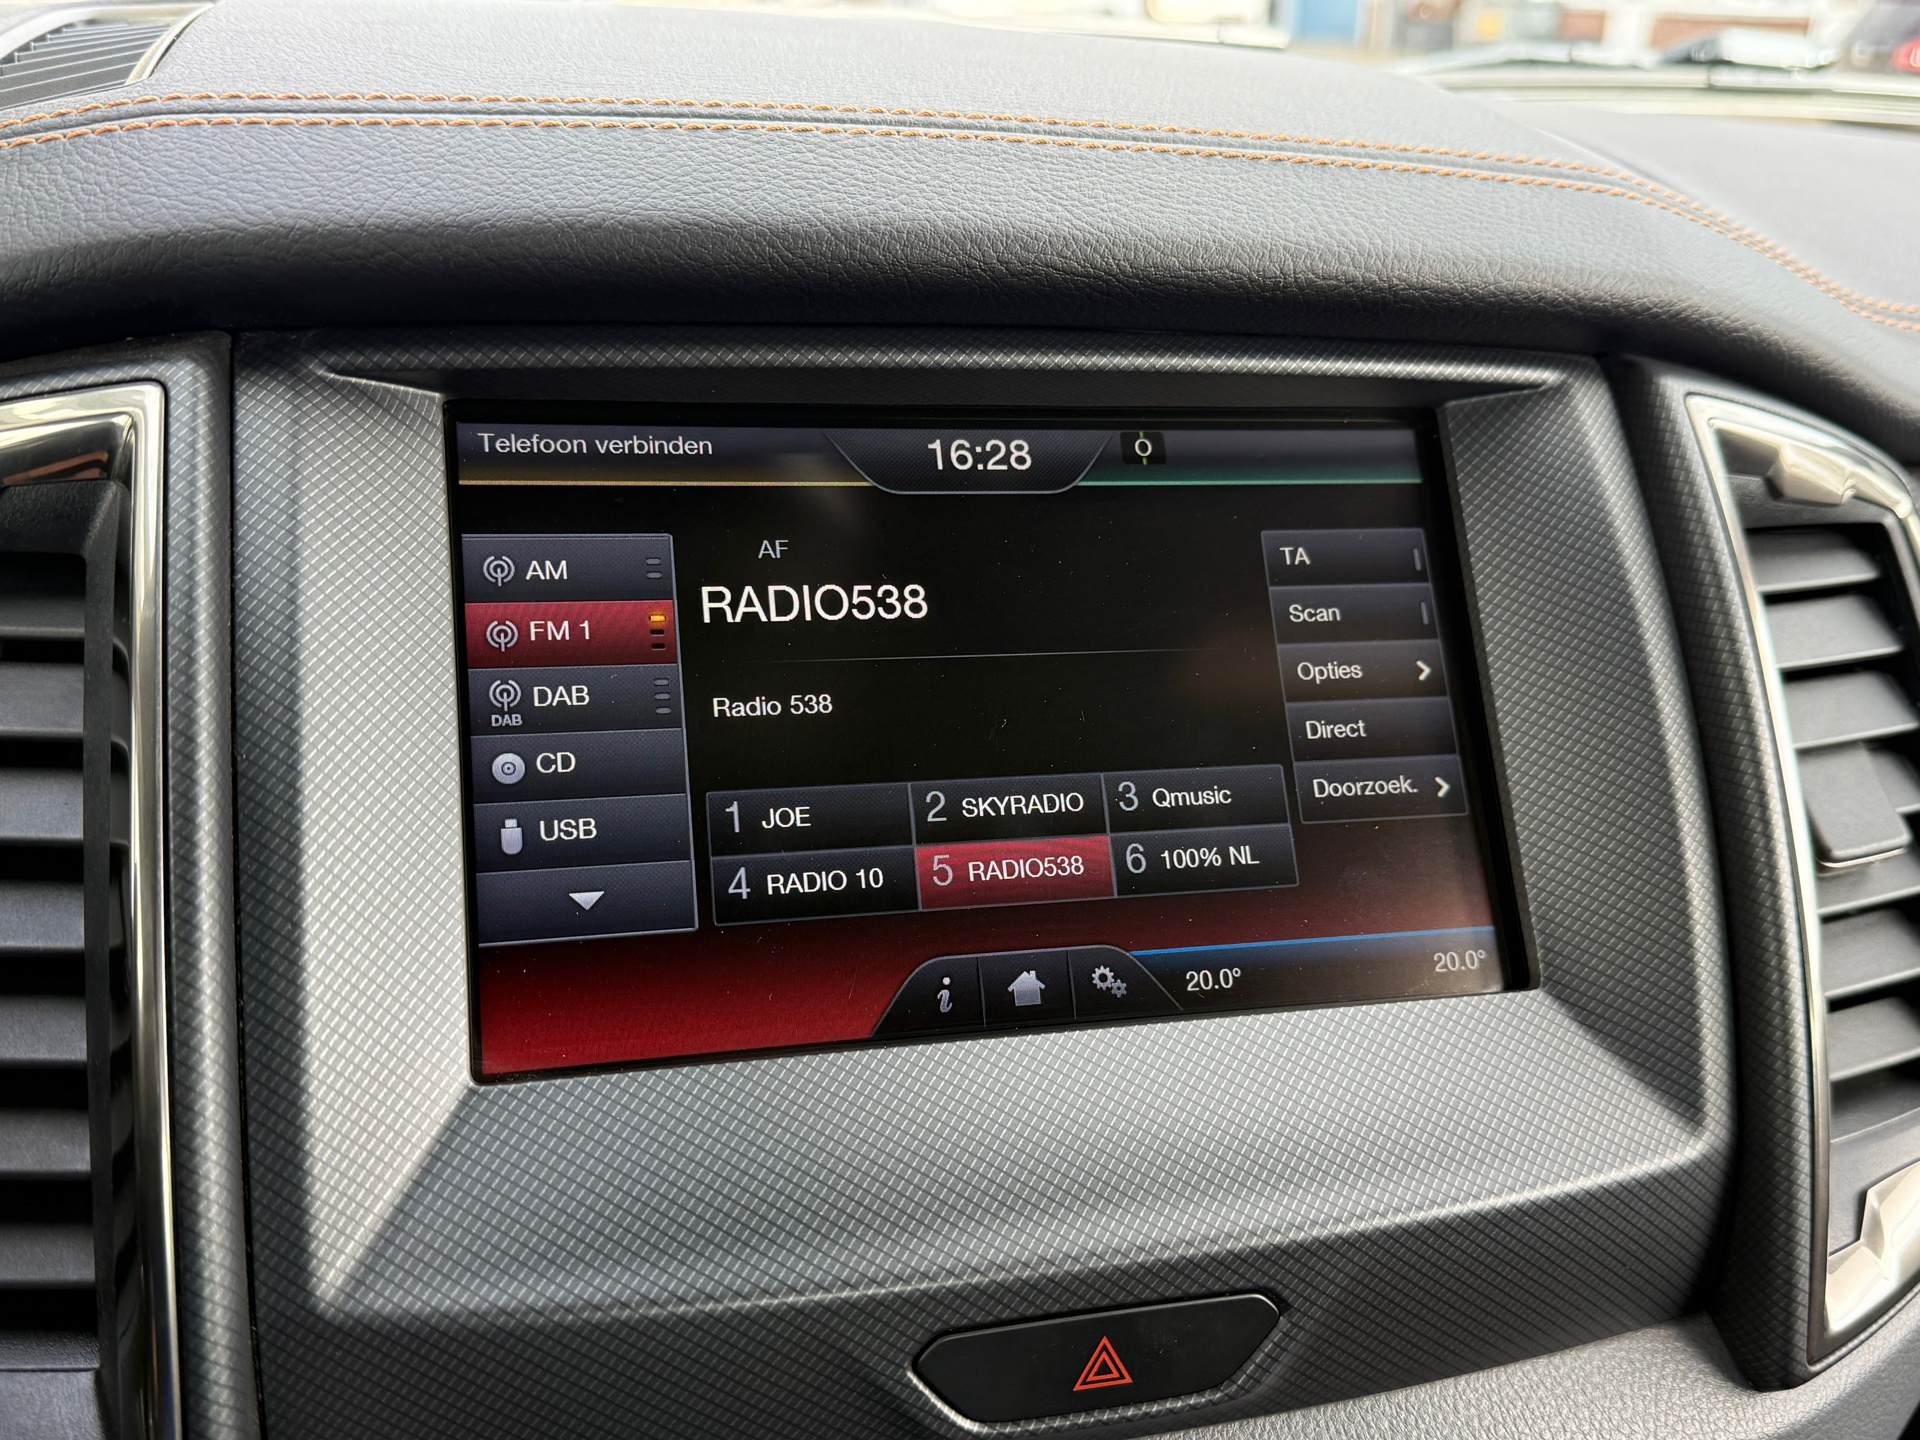 Telefoon verbinden
16:28
O
AF
RADIO538
Radio 538
AM
FM 1
DAB
DAB
CD
USB
TA
Scan
Opties
Direct
Doorzoek.
1 JOE
2 SKYRADIO
3 Qmusic
4 RADIO 10
5 RADIO538
6 100% NL
i
20.0°
20.0°